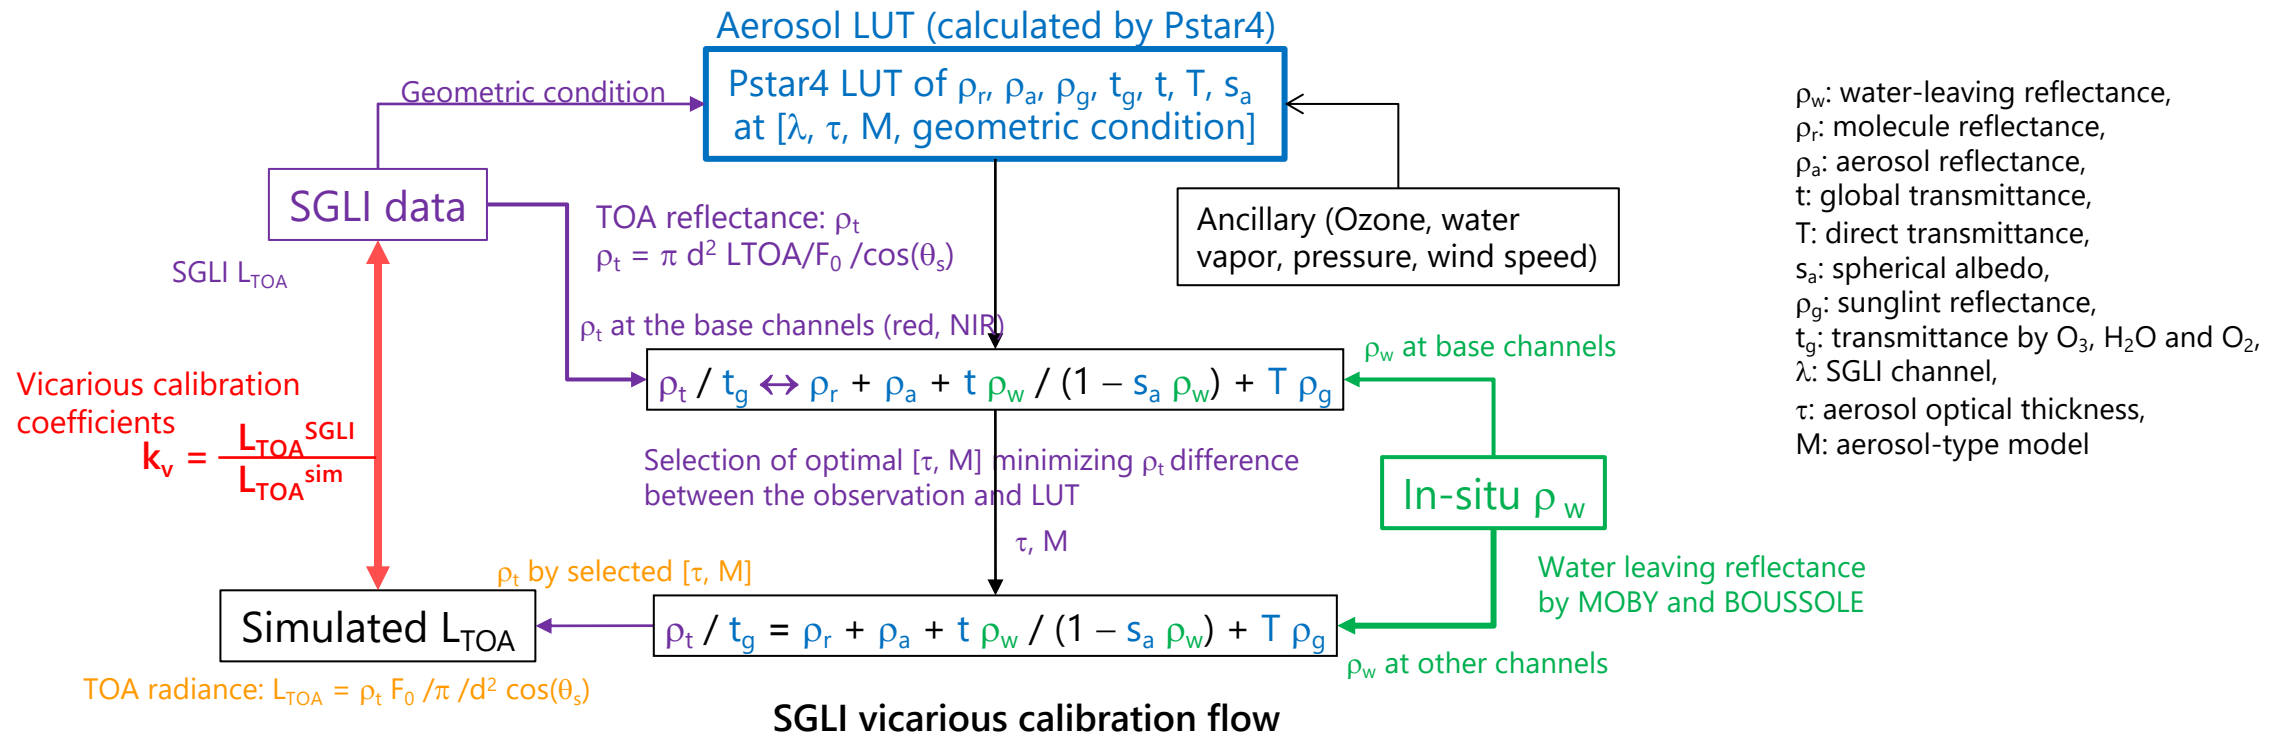 Aerosol LUT (calculated by Pstar4)
Geometric condition
Pstar4 LUT of ρr, ρa, ρg, tg, t, T, sa
at [λ, τ, M, geometric condition]
SGLI data
TOA reflectance: ρt
ρt = π d² LTOA/F0 /cos(θs)
Ancillary (Ozone, water
vapor, pressure, wind speed)
SGLI LTOA
ρt at the base channels (red, NIR)
ρw at base channels
ρt / tg ↔ ρr + ρa + t ρw / (1 – sa ρw) + T ρg
Vicarious calibration
coefficients
kv = LTOA^SGLI / LTOA^sim
Selection of optimal [τ, M] minimizing ρt difference
between the observation and LUT
In-situ ρ w
τ, M
ρt by selected [τ, M]
Water leaving reflectance
by MOBY and BOUSSOLE
Simulated LTOA
ρt / tg = ρr + ρa + t ρw / (1 – sa ρw) + T ρg
ρw at other channels
TOA radiance: LTOA = ρt F0 /π /d² cos(θs)
SGLI vicarious calibration flow
ρw: water-leaving reflectance,
ρr: molecule reflectance,
ρa: aerosol reflectance,
t: global transmittance,
T: direct transmittance,
sa: spherical albedo,
ρg: sunglint reflectance,
tg: transmittance by O3, H2O and O2,
λ: SGLI channel,
τ: aerosol optical thickness,
M: aerosol-type model